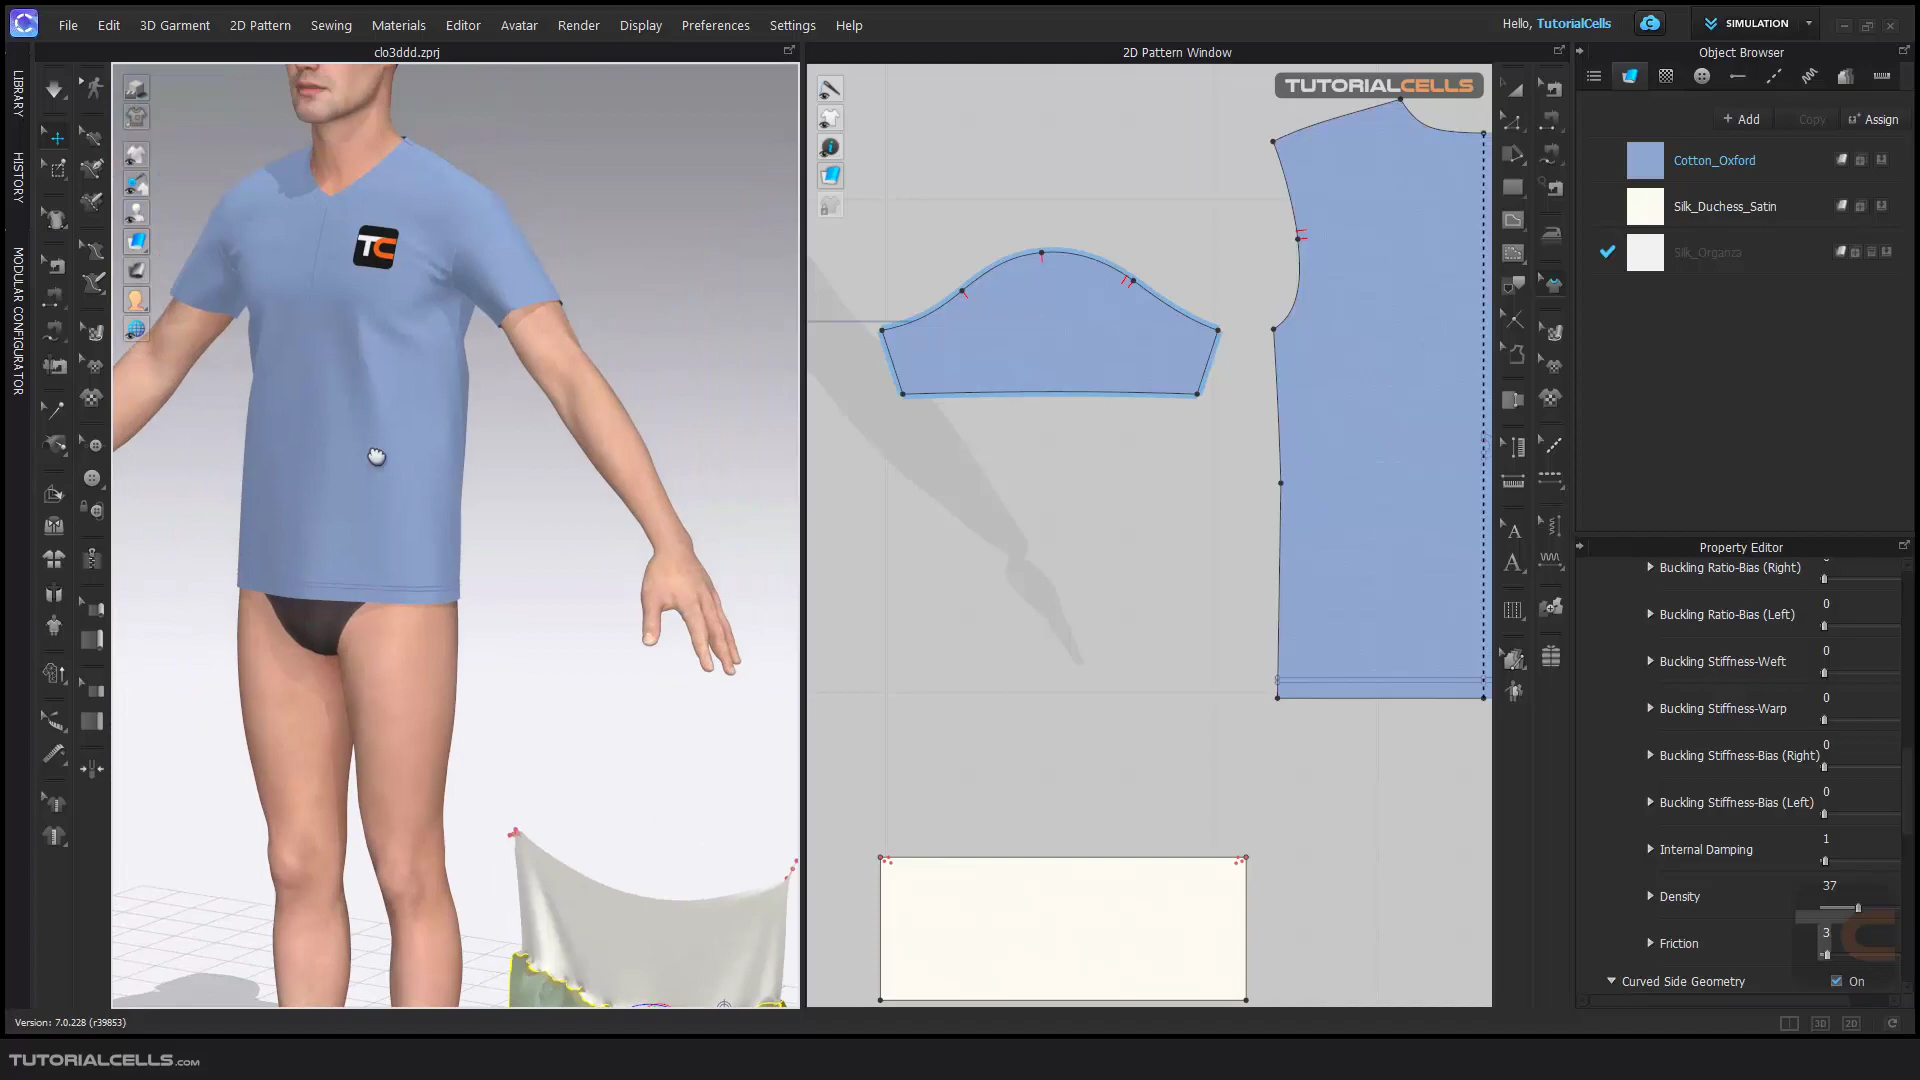 File Edit 3D Garment 2D Pattern Sewing Materials Editor Avatar Render Display Preferences Settings Help
Hello, TutorialCells
SIMULATION
clo3ddd.zprj
2D Pattern Window
Object Browser
LIBRARY
HISTORY
MODULAR CONFIGURATOR
TUTORIALCELLS
TC
+ Add
Copy
Assign
Cotton_Oxford
Silk_Duchess_Satin
Silk_Organza
Property Editor
Buckling Ratio-Bias (Right)
Buckling Ratio-Bias (Left) 0
Buckling Stiffness-Weft 0
Buckling Stiffness-Warp 0
Buckling Stiffness-Bias (Right) 0
Buckling Stiffness-Bias (Left) 0
Internal Damping 1
Density 37
Friction 3
Curved Side Geometry On
Version: 7.0.228 (r39853)
3D
2D
TUTORIALCELLS.com